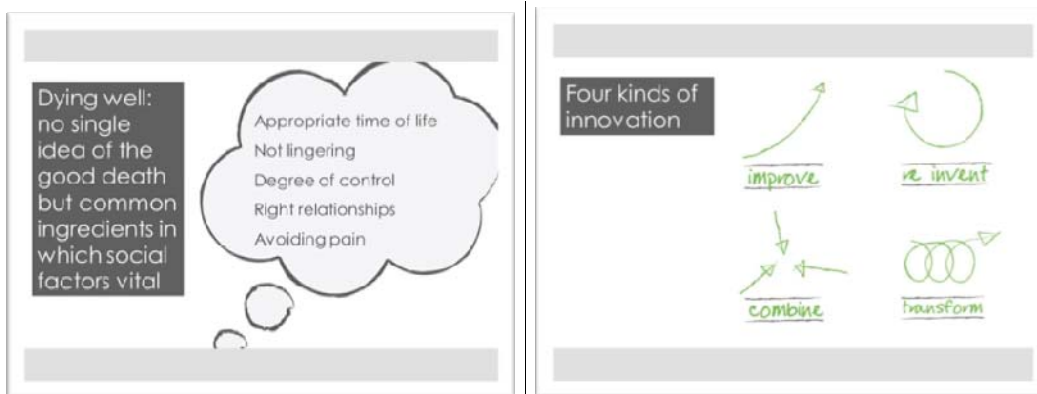 Dying well:
no single
idea of the
good death
but common
ingredients in
which social
factors vital
Appropriate time of life
Not lingering
Degree of control
Right relationships
Avoiding pain
Four kinds of
innovation
improve
re invent
combine
transform